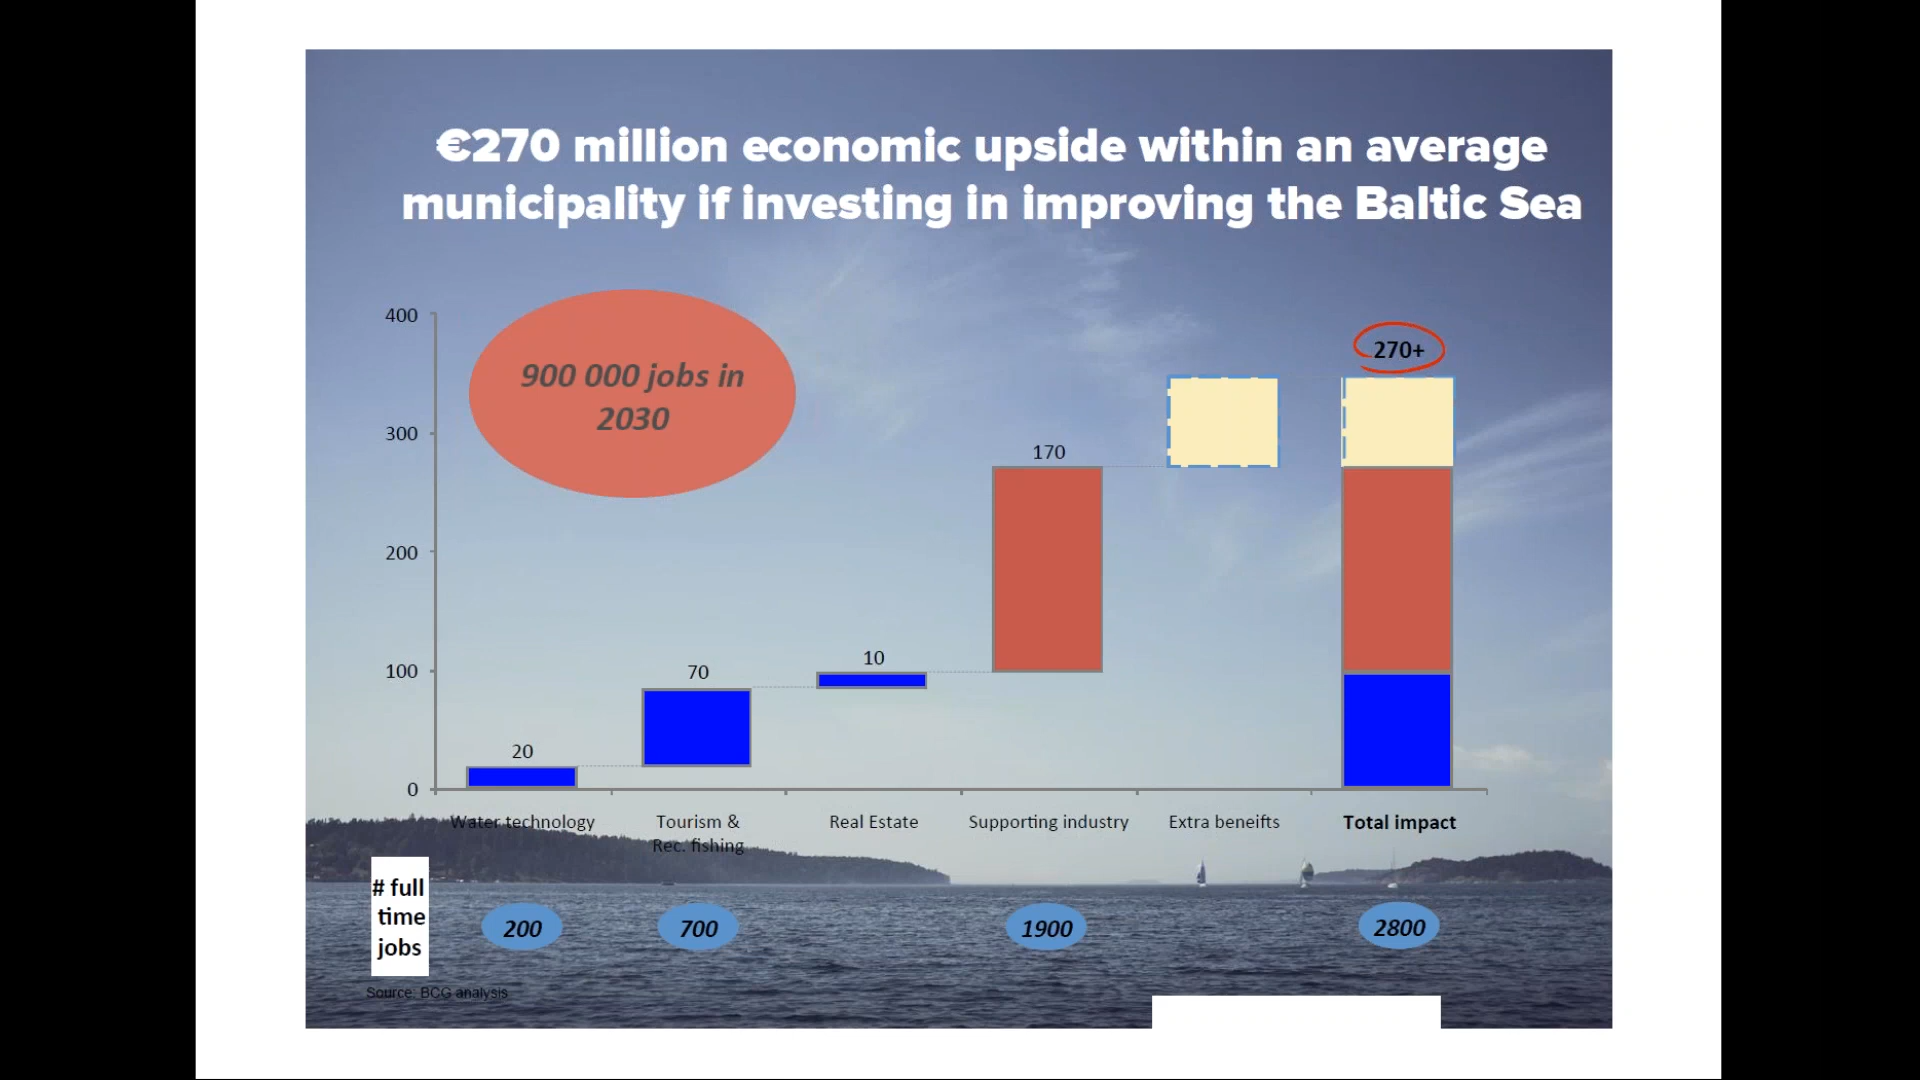 €270 million economic upside within an average
municipality if investing in improving the Baltic Sea
900 000 jobs in
2030
400
300
200
100
0
20
70
10
170
270+
Water technology
Tourism &
Rec. fishing
Real Estate
Supporting industry
Extra beneifts
Total impact
# full
time
jobs
200
700
1900
2800
Source: BCG analysis